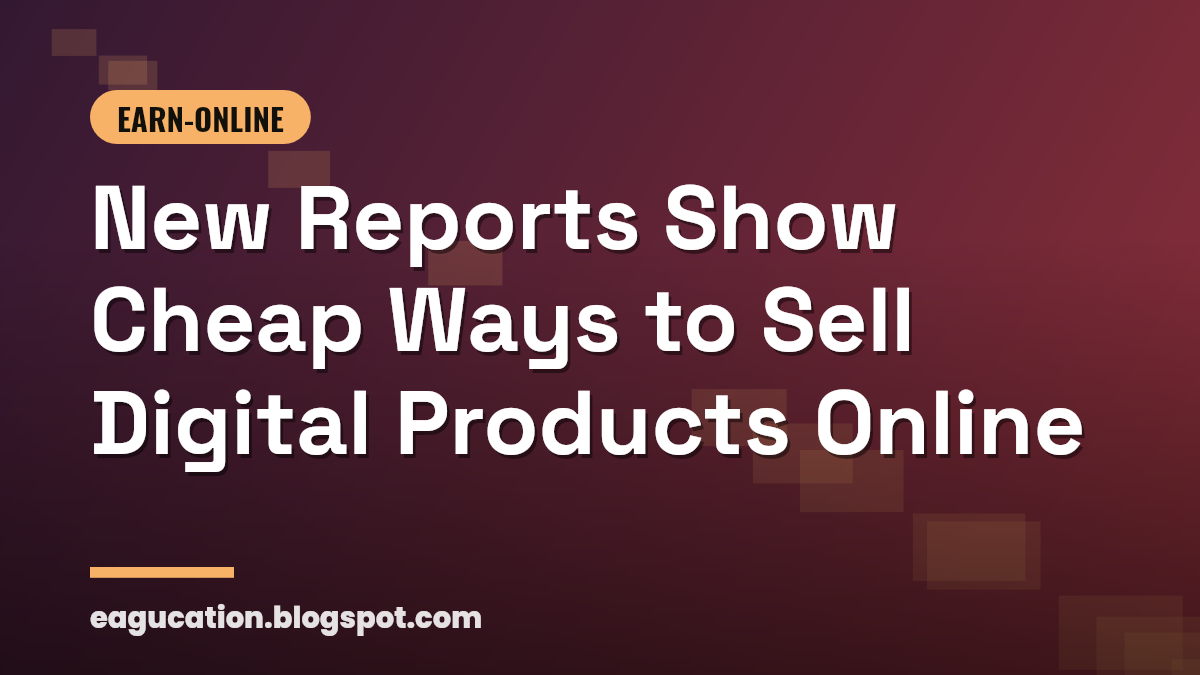 EARN-ONLINE
New Reports Show
Cheap Ways to Sell
Digital Products Online
eagucation.blogspot.com